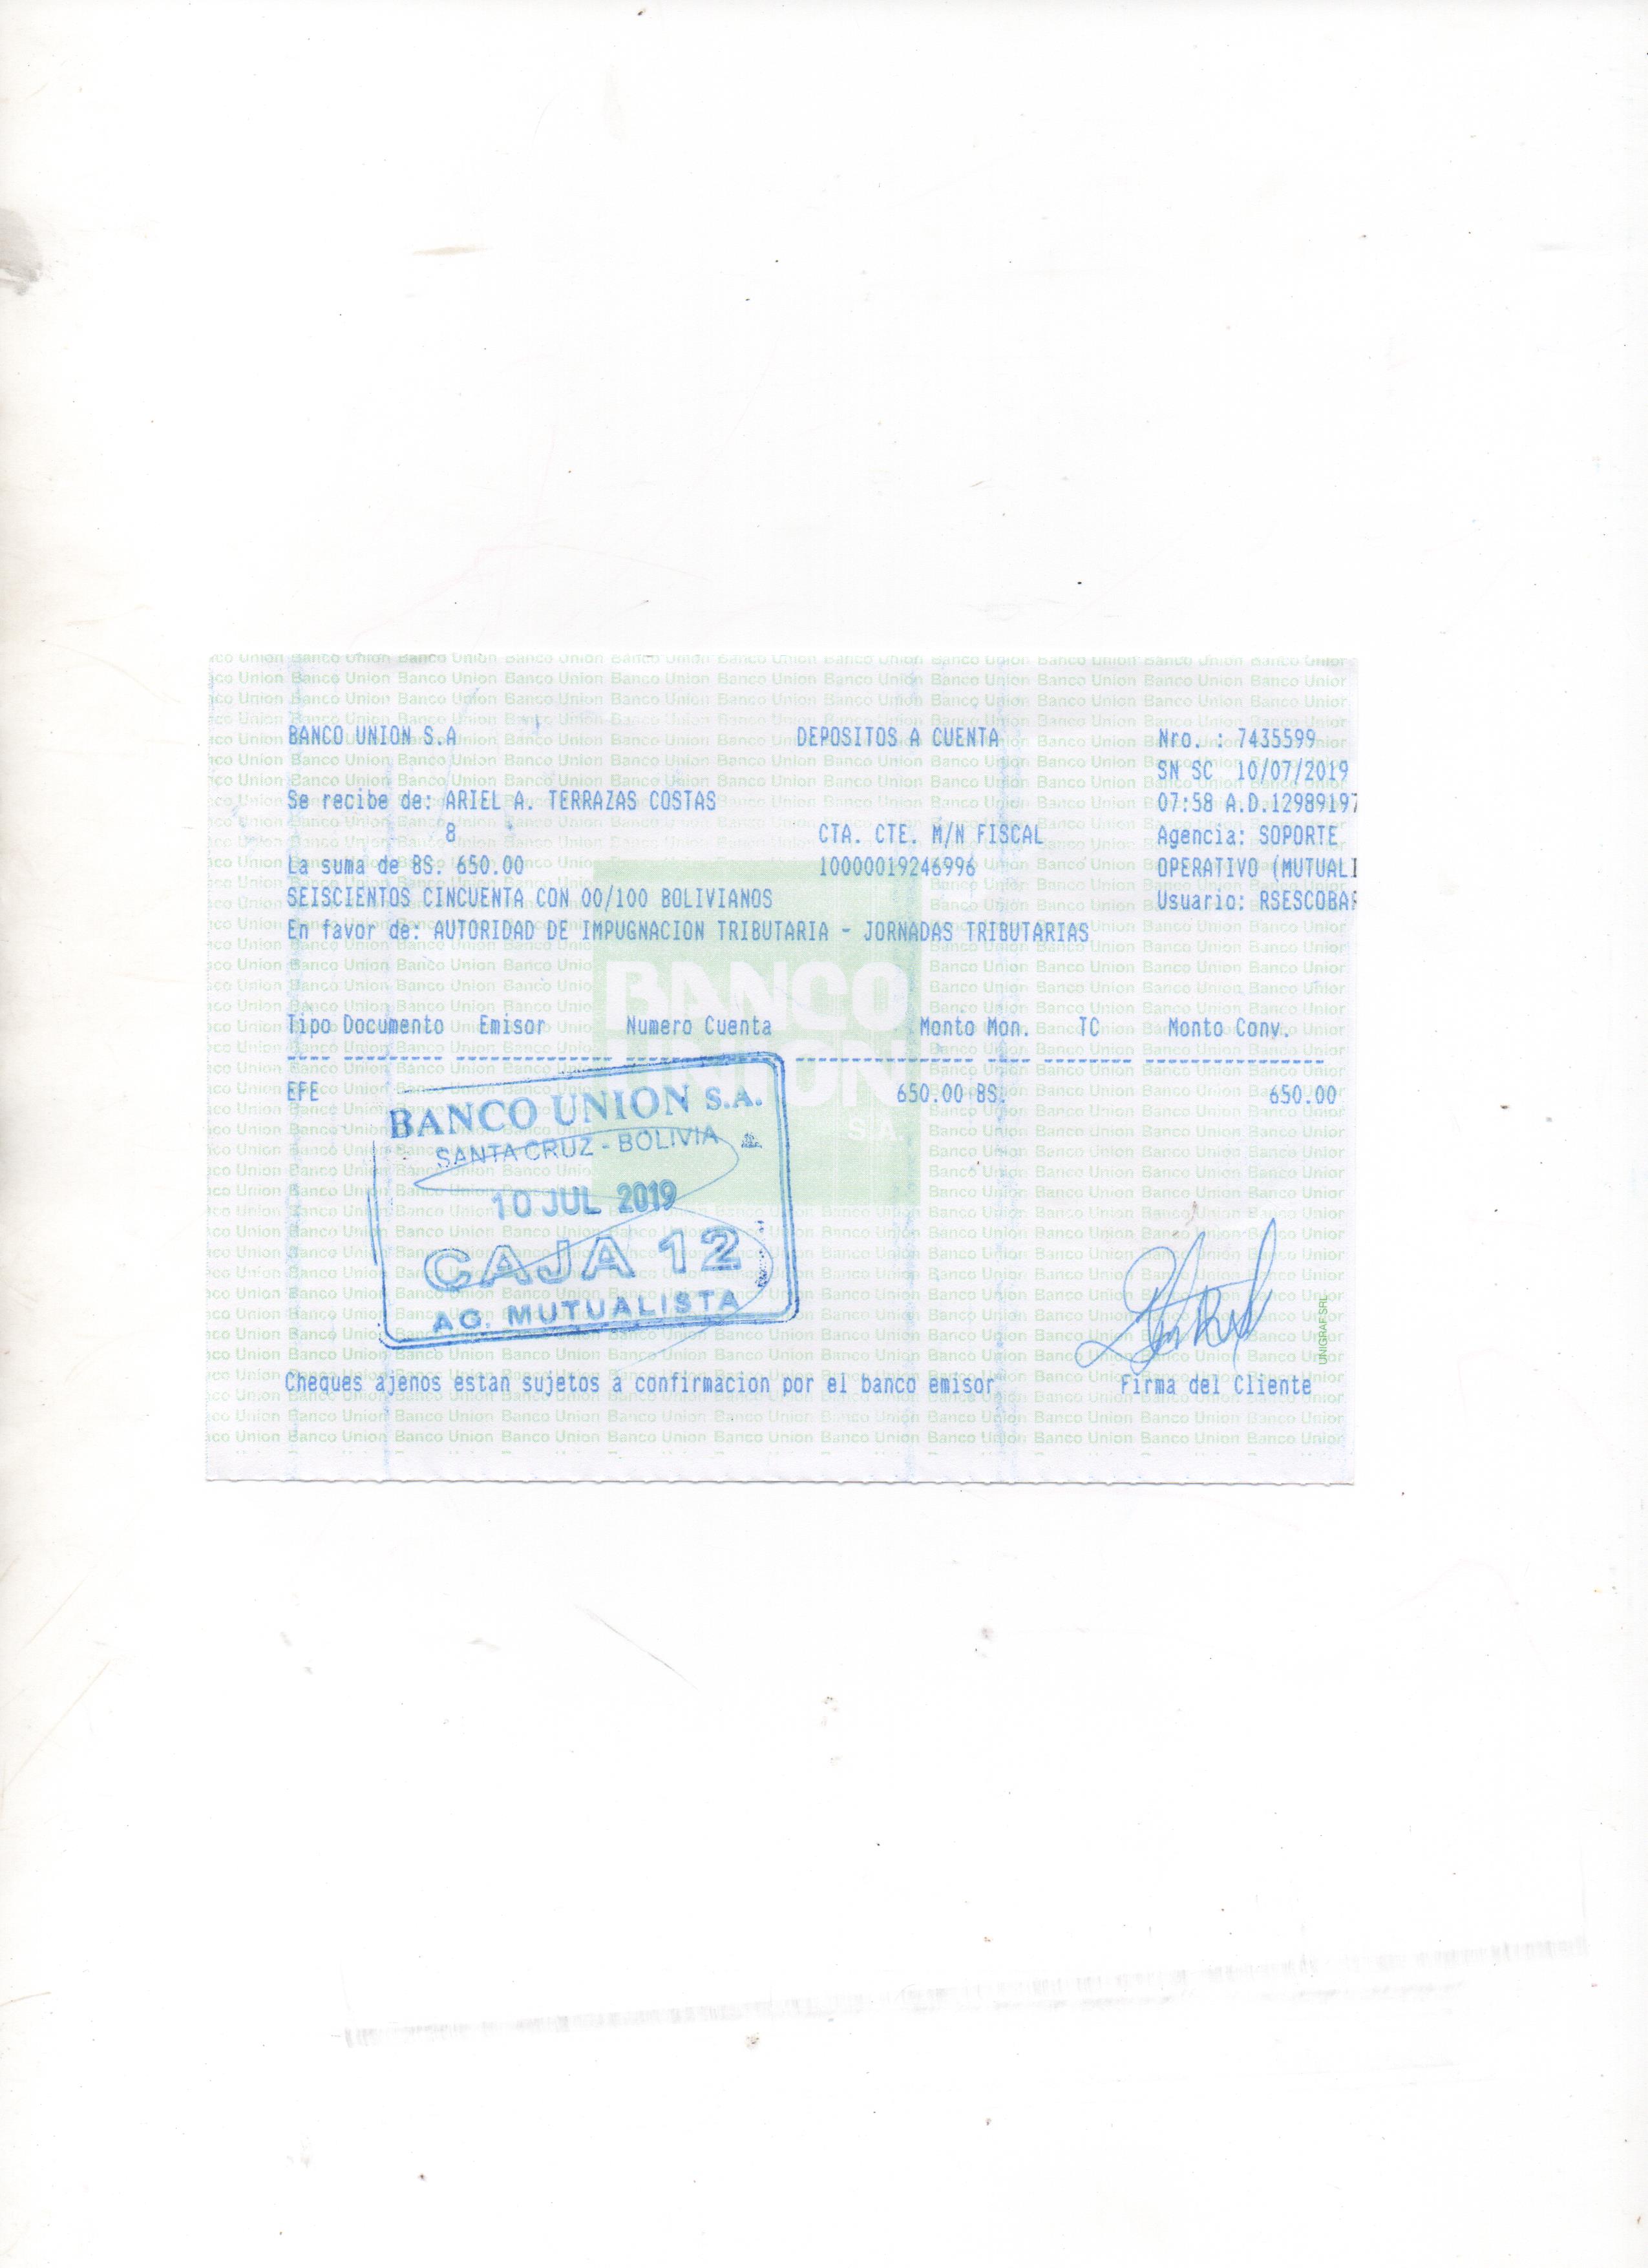 BANCO UNION S.A DEPOSITOS A CUENTA Nro. : 7435599
SN SC 10/07/2019
Se recibe de: ARIEL A. TERRAZAS COSTAS 07:58 A.D.12989197
8 CTA. CTE. M/N FISCAL Agencia: SOPORTE
La suma de BS. 650.00 10000019246996 OPERATIVO (MUTUALI
SEISCIENTOS CINCUENTA CON 00/100 BOLIVIANOS Usuario: RSESCOBAR
En favor de: AUTORIDAD DE IMPUGNACION TRIBUTARIA - JORNADAS TRIBUTARIAS
BANCO
UNION
S.A.
Tipo Documento Emisor Numero Cuenta Monto Mon. TC Monto Conv.
EFE 650.00 BS. 650.00
BANCO UNION S.A.
SANTA CRUZ - BOLIVIA
10 JUL 2019
CAJA 12
AG. MUTUALISTA
UNIGRAF SRL
Cheques ajenos estan sujetos a confirmacion por el banco emisor Firma del Cliente